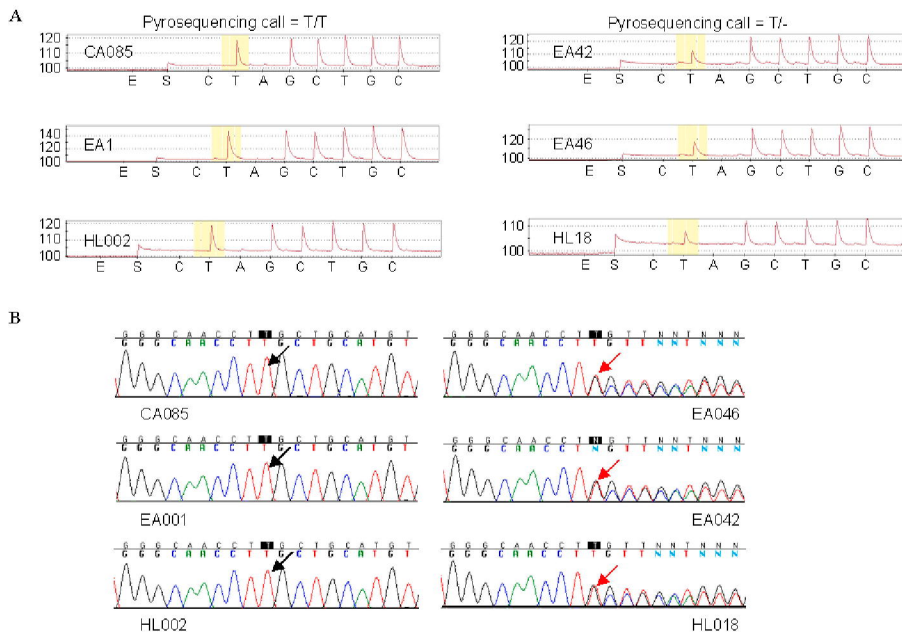 A
Pyrosequencing call = T/T
CA085
120
110
100
E S C T A G C T G C
EA1
140
120
100
E S C T A G C T G C
HL002
120
110
100
E S C T A G C T G C
Pyrosequencing call = T/-
EA42
120
110
100
E S C T A G C T G C
EA46
120
100
E S C T A G C T G C
HL18
110
100
E S C T A G C T G C
B
G G G C A A C C T T G C T G C A T G T
G G G C A A C C T T G C T G C A T G T
CA085
G G G C A A C C T T G C T G C A T G T
G G G C A A C C T T G C T G C A T G T
EA001
G G G C A A C C T T G C T G C A T G T
G G G C A A C C T T G C T G C A T G T
HL002
G G G C A A C C T T G T T N N T N N N
G G G C A A C C T T G T T N N T N N N
EA046
G G G C A A C C T N G T T N N T N N N
G G G C A A C C T N G T T N N T N N N
EA042
G G G C A A C C T T G T T N N T N N N
G G G C A A C C T T G T T N N T N N N
HL018